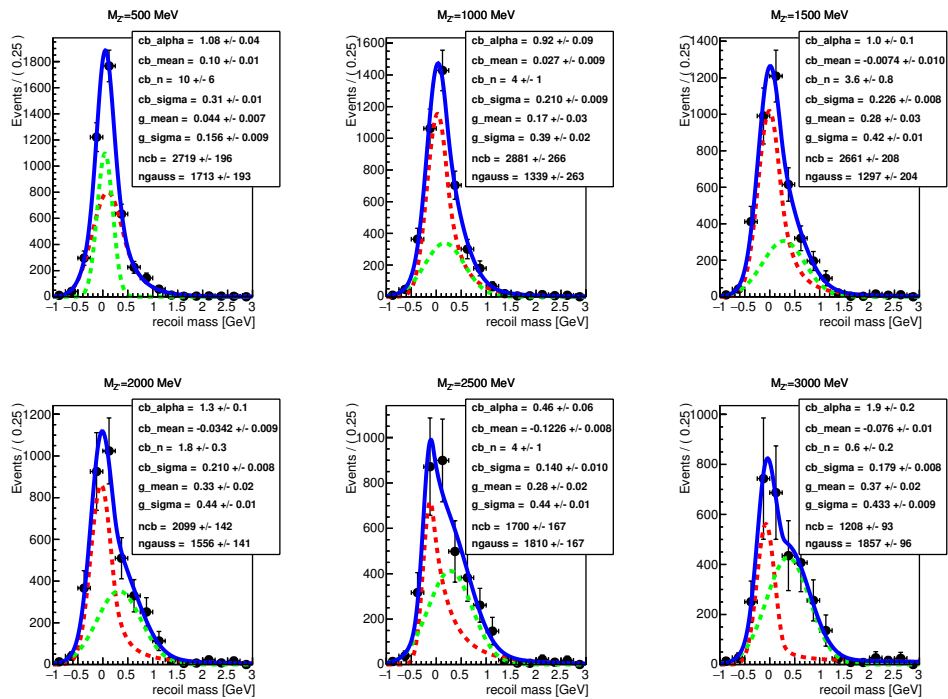 M_Z'=500 MeV
Events / ( 0.25 )
cb_alpha = 1.08 +/- 0.04
cb_mean = 0.10 +/- 0.01
cb_n = 10 +/- 6
cb_sigma = 0.31 +/- 0.01
g_mean = 0.044 +/- 0.007
g_sigma = 0.156 +/- 0.009
ncb = 2719 +/- 196
ngauss = 1713 +/- 193
1800
1600
1400
1200
1000
800
600
400
200
0
−1 −0.5 0 0.5 1 1.5 2 2.5 3
recoil mass [GeV]
M_Z'=1000 MeV
Events / ( 0.25 )
cb_alpha = 0.92 +/- 0.09
cb_mean = 0.027 +/- 0.009
cb_n = 4 +/- 1
cb_sigma = 0.210 +/- 0.009
g_mean = 0.17 +/- 0.03
g_sigma = 0.39 +/- 0.02
ncb = 2881 +/- 266
ngauss = 1339 +/- 263
1600
1400
1200
1000
800
600
400
200
0
−1 −0.5 0 0.5 1 1.5 2 2.5 3
recoil mass [GeV]
M_Z'=1500 MeV
Events / ( 0.25 )
cb_alpha = 1.0 +/- 0.1
cb_mean = -0.0074 +/- 0.010
cb_n = 3.6 +/- 0.8
cb_sigma = 0.226 +/- 0.008
g_mean = 0.28 +/- 0.03
g_sigma = 0.42 +/- 0.01
ncb = 2661 +/- 208
ngauss = 1297 +/- 204
1400
1200
1000
800
600
400
200
0
−1 −0.5 0 0.5 1 1.5 2 2.5 3
recoil mass [GeV]
M_Z'=2000 MeV
Events / ( 0.25 )
cb_alpha = 1.3 +/- 0.1
cb_mean = -0.0342 +/- 0.009
cb_n = 1.8 +/- 0.3
cb_sigma = 0.210 +/- 0.008
g_mean = 0.33 +/- 0.02
g_sigma = 0.44 +/- 0.01
ncb = 2099 +/- 142
ngauss = 1556 +/- 141
1200
1000
800
600
400
200
0
−1 −0.5 0 0.5 1 1.5 2 2.5 3
recoil mass [GeV]
M_Z'=2500 MeV
Events / ( 0.25 )
cb_alpha = 0.46 +/- 0.06
cb_mean = -0.1226 +/- 0.008
cb_n = 4 +/- 1
cb_sigma = 0.140 +/- 0.010
g_mean = 0.28 +/- 0.02
g_sigma = 0.44 +/- 0.01
ncb = 1700 +/- 167
ngauss = 1810 +/- 167
1000
800
600
400
200
0
−1 −0.5 0 0.5 1 1.5 2 2.5 3
recoil mass [GeV]
M_Z'=3000 MeV
Events / ( 0.25 )
cb_alpha = 1.9 +/- 0.2
cb_mean = -0.076 +/- 0.01
cb_n = 0.6 +/- 0.2
cb_sigma = 0.179 +/- 0.008
g_mean = 0.37 +/- 0.02
g_sigma = 0.433 +/- 0.009
ncb = 1208 +/- 93
ngauss = 1857 +/- 96
1000
800
600
400
200
0
−1 −0.5 0 0.5 1 1.5 2 2.5 3
recoil mass [GeV]